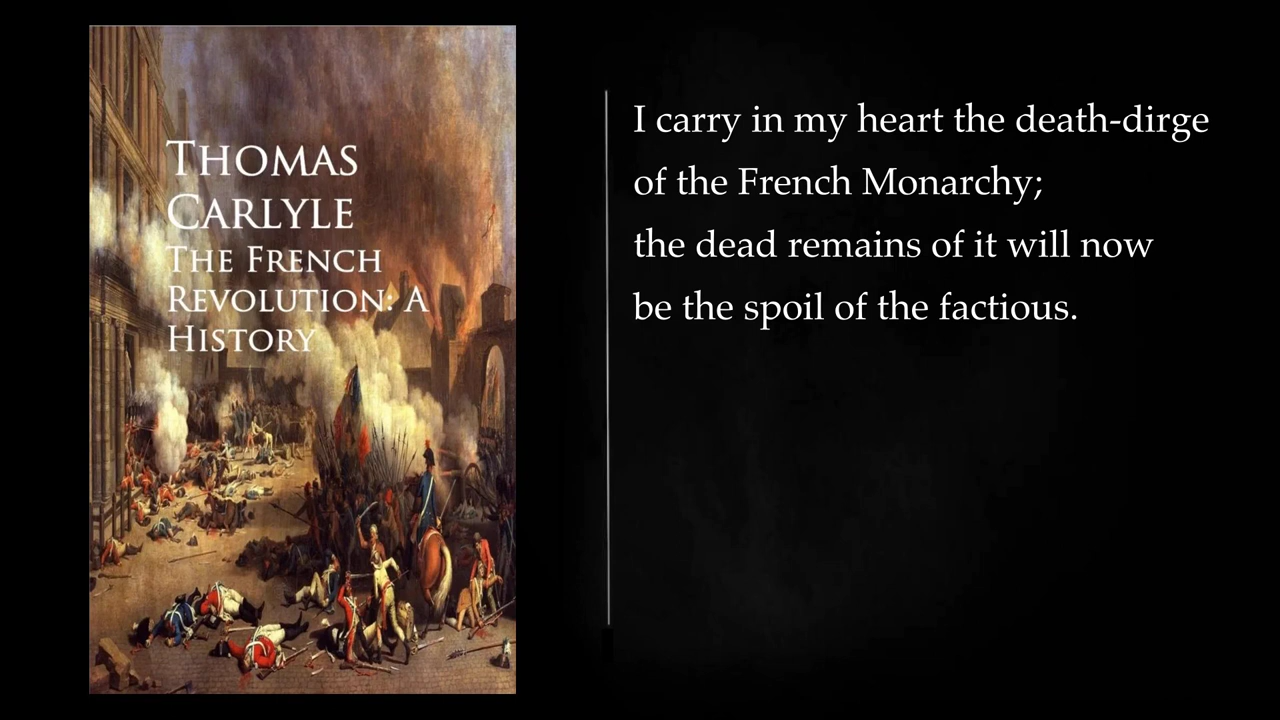 THOMAS
CARLYLE
THE FRENCH
REVOLUTION: A
HISTORY
I carry in my heart the death-dirge
of the French Monarchy;
the dead remains of it will now
be the spoil of the factious.